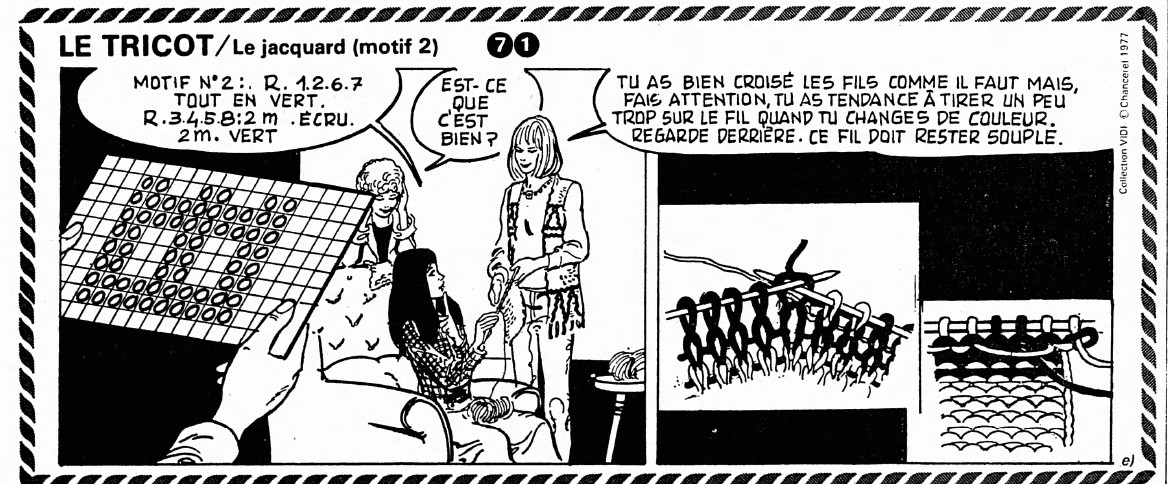 LE TRICOT/Le jacquard (motif 2) 71
MOTIF N°2:. R. 1.2.6.7
TOUT EN VERT.
R.3.4.5.8:2 m .ÉCRU.
2m. VERT
EST-CE
QUE
C'EST
BIEN ?
TU AS BIEN CROISÉ LES FILS COMME IL FAUT MAIS,
FAIS ATTENTION, TU AS TENDANCE À TIRER UN PEU
TROP SUR LE FIL QUAND TU CHANGES DE COULEUR.
REGARDE DERRIÈRE. CE FIL DOIT RESTER SOUPLE.
Collection VIDI © Chancerel 1977
e)